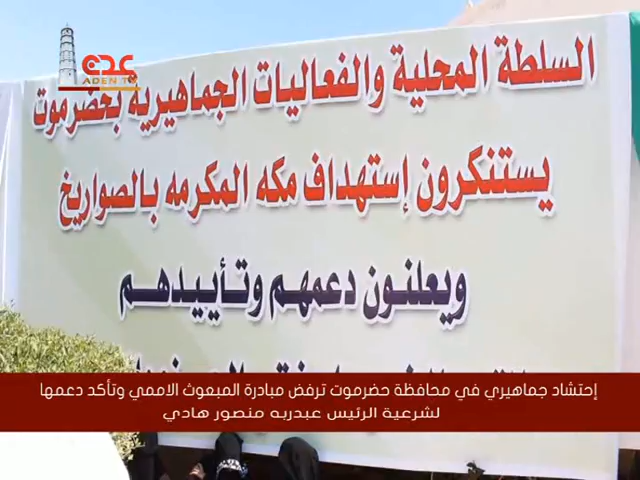 عدن
ADEN TV
السلطة المحلية والفعاليات الجماهيرية بحضرموت
يستنكرون إستهداف مكه المكرمه بالصواريخ
ويعلنون دعمهم وتأييدهم
إحتشاد جماهيري في محافظة حضرموت ترفض مبادرة المبعوث الاممي وتأكد دعمها
لشرعية الرئيس عبدربه منصور هادي